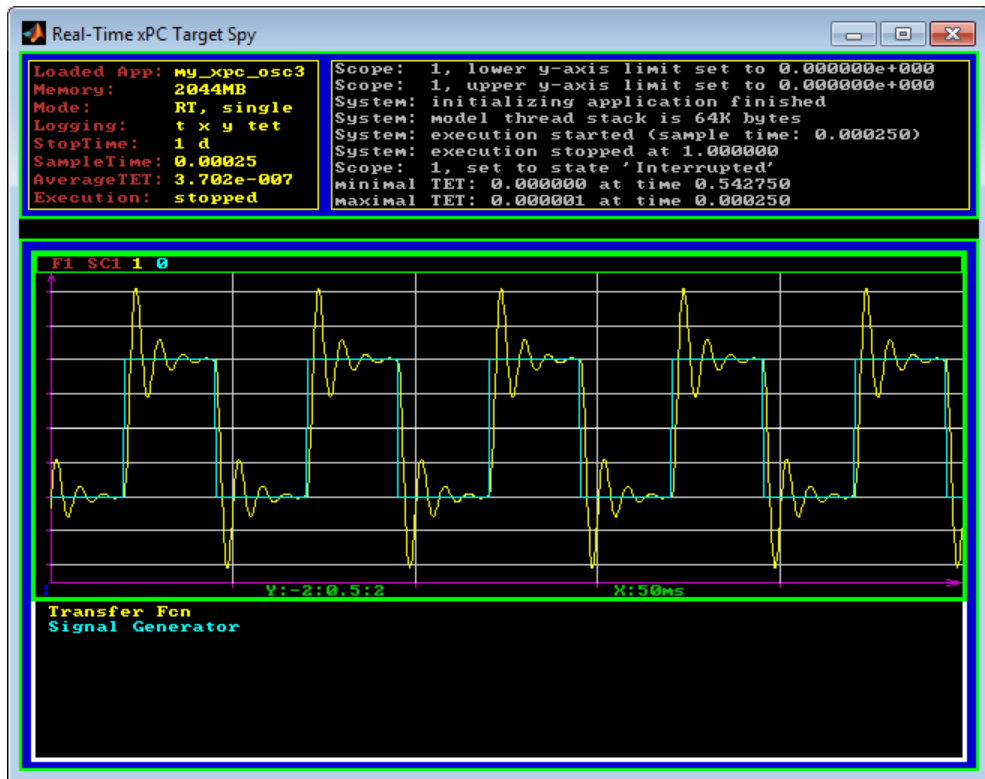 Real-Time xPC Target Spy
Loaded App: my_xpc_osc3
Memory: 2044MB
Mode: RT, single
Logging: t x y tet
StopTime: 1 d
SampleTime: 0.00025
AverageTET: 3.702e-007
Execution: stopped
Scope: 1, lower y-axis limit set to 0.000000e+000
Scope: 1, upper y-axis limit set to 0.000000e+000
System: initializing application finished
System: model thread stack is 64K bytes
System: execution started (sample time: 0.000250)
System: execution stopped at 1.000000
Scope: 1, set to state 'Interrupted'
minimal TET: 0.000000 at time 0.542750
maximal TET: 0.000001 at time 0.000250
F1 SC1 1 0
Y:-2:0.5:2 X:50ms
Transfer Fcn
Signal Generator